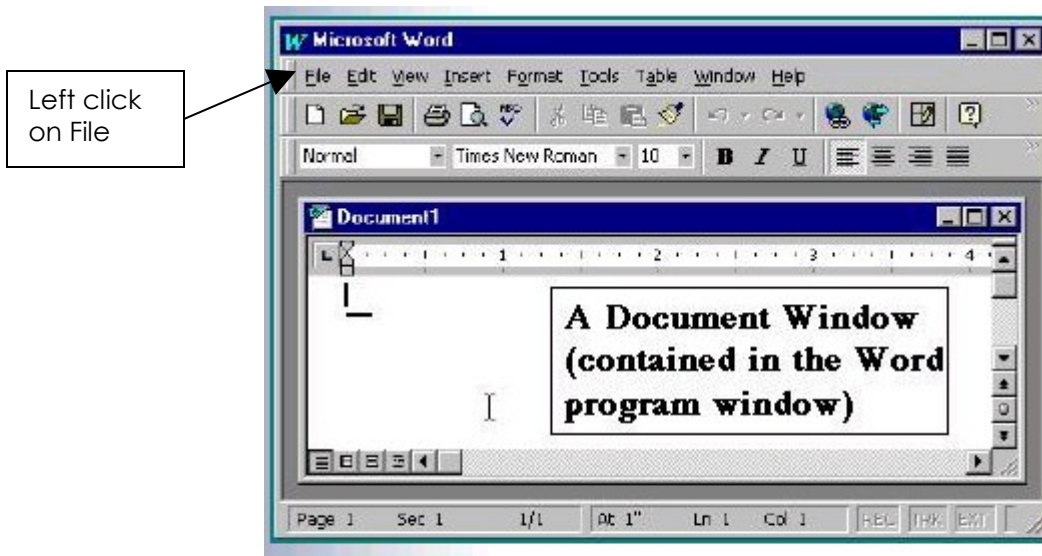 Left click
on File
Microsoft Word
File Edit View Insert Format Tools Table Window Help
Normal Times New Roman 10 B I U
Document1
1 2 3 4
A Document Window
(contained in the Word
program window)
Page 1 Sec 1 1/1 At 1" Ln 1 Col 1 REC TRK EXT